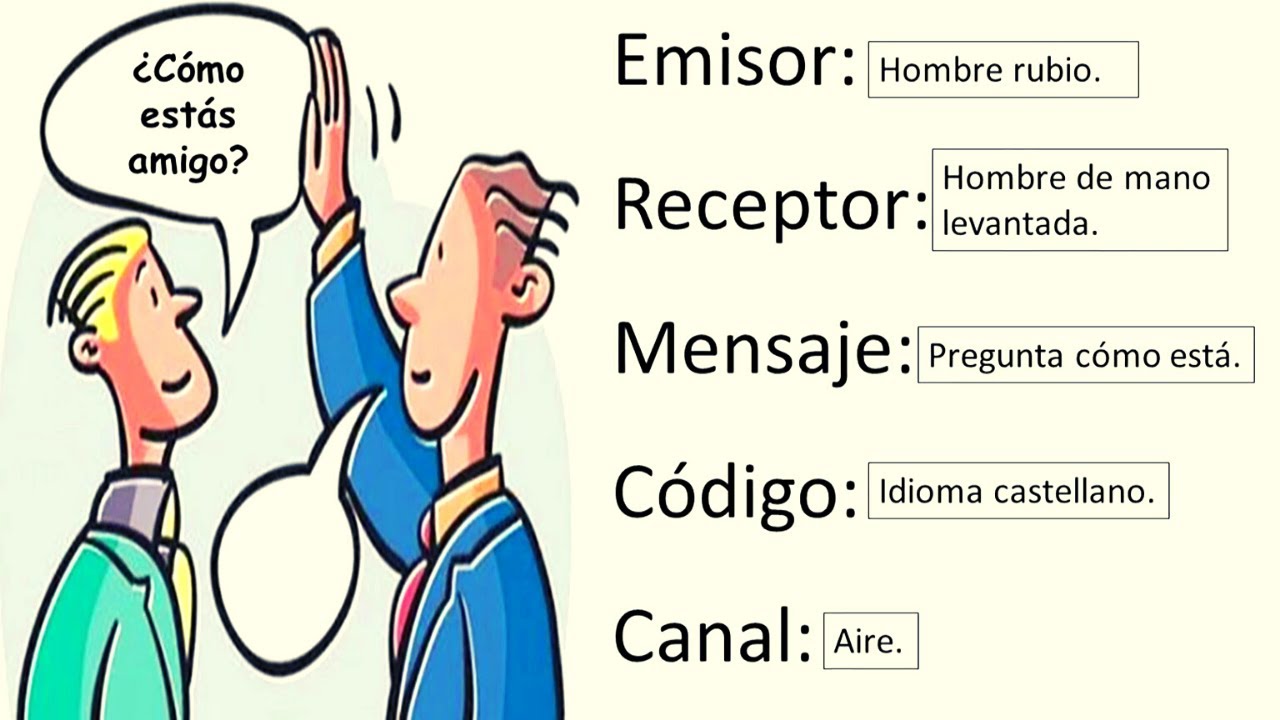 ¿Cómo
estás
amigo?
Emisor: Hombre rubio.
Receptor: Hombre de mano
levantada.
Mensaje: Pregunta cómo está.
Código: Idioma castellano.
Canal: Aire.